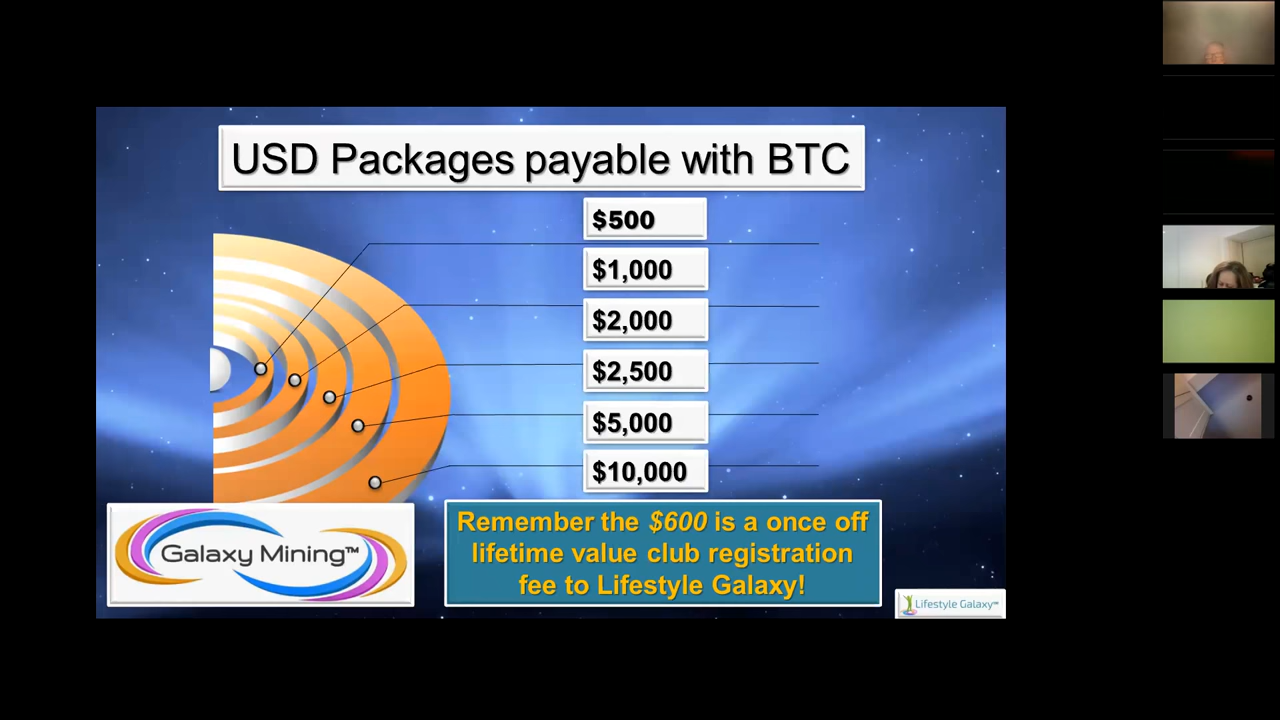 USD Packages payable with BTC
$500
$1,000
$2,000
$2,500
$5,000
$10,000
Remember the $600 is a once off
lifetime value club registration
fee to Lifestyle Galaxy!
Galaxy Mining™
Lifestyle Galaxy™